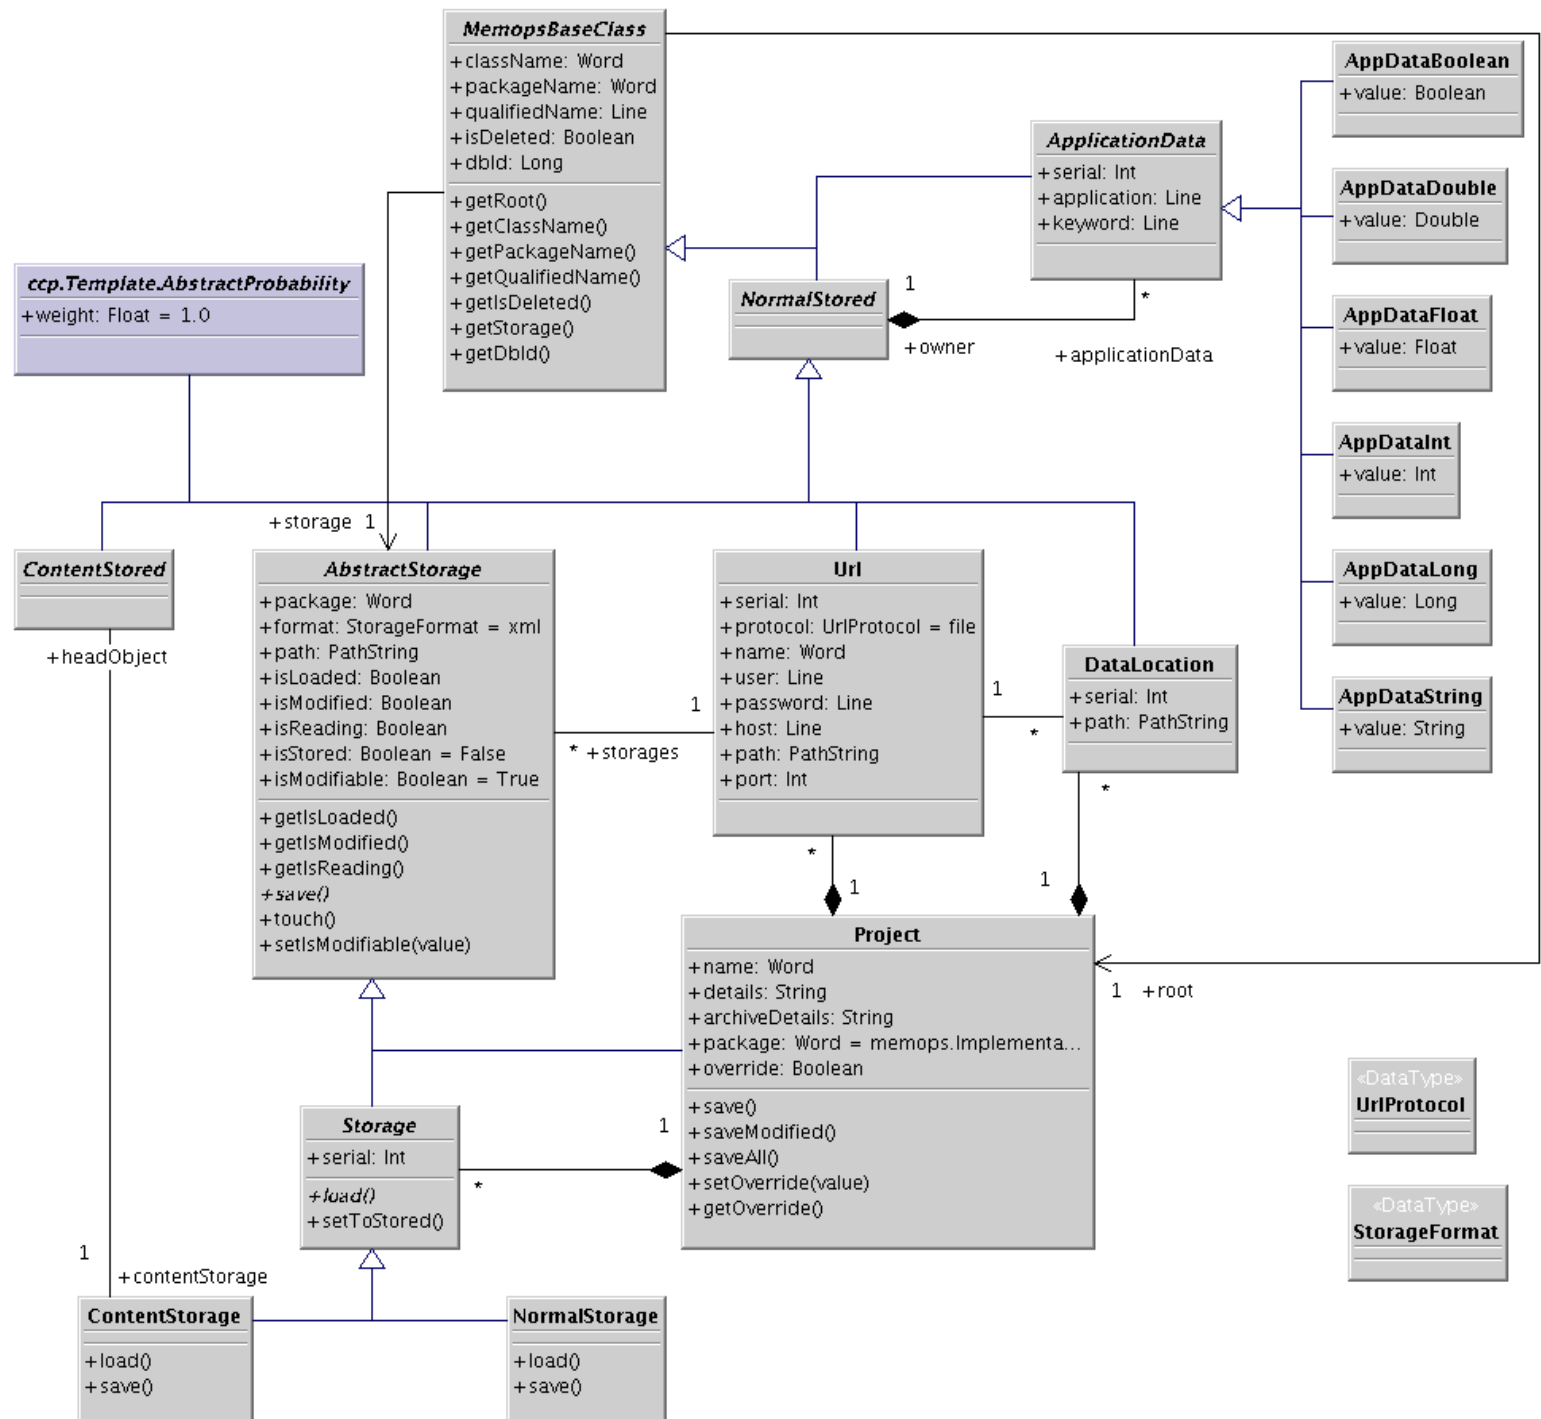 MemopsBaseClass
+className: Word
+packageName: Word
+qualifiedName: Line
+isDeleted: Boolean
+dbId: Long
+getRoot()
+getClassName()
+getPackageName()
+getQualifiedName()
+getIsDeleted()
+getStorage()
+getDbId()
AppDataBoolean
+value: Boolean
ApplicationData
+serial: Int
+application: Line
+keyword: Line
AppDataDouble
+value: Double
ccp.Template.AbstractProbability
+weight: Float = 1.0
NormalStored
1
*
+owner
+applicationData
AppDataFloat
+value: Float
AppDataInt
+value: Int
+storage 1
ContentStored
+headObject
AbstractStorage
+package: Word
+format: StorageFormat = xml
+path: PathString
+isLoaded: Boolean
+isModified: Boolean
+isReading: Boolean
+isStored: Boolean = False
+isModifiable: Boolean = True
+getIsLoaded()
+getIsModified()
+getIsReading()
+save()
+touch()
+setIsModifiable(value)
1
* +storages
Url
+serial: Int
+protocol: UrlProtocol = file
+name: Word
+user: Line
+password: Line
+host: Line
+path: PathString
+port: Int
1
*
DataLocation
+serial: Int
+path: PathString
AppDataLong
+value: Long
AppDataString
+value: String
*
1
*
1
Project
+name: Word
+details: String
+archiveDetails: String
+package: Word = memops.Implementa...
+override: Boolean
+save()
+saveModified()
+saveAll()
+setOverride(value)
+getOverride()
1 +root
Storage
+serial: Int
+load()
+setToStored()
1
*
«DataType»
UrlProtocol
«DataType»
StorageFormat
1
+contentStorage
ContentStorage
+load()
+save()
NormalStorage
+load()
+save()